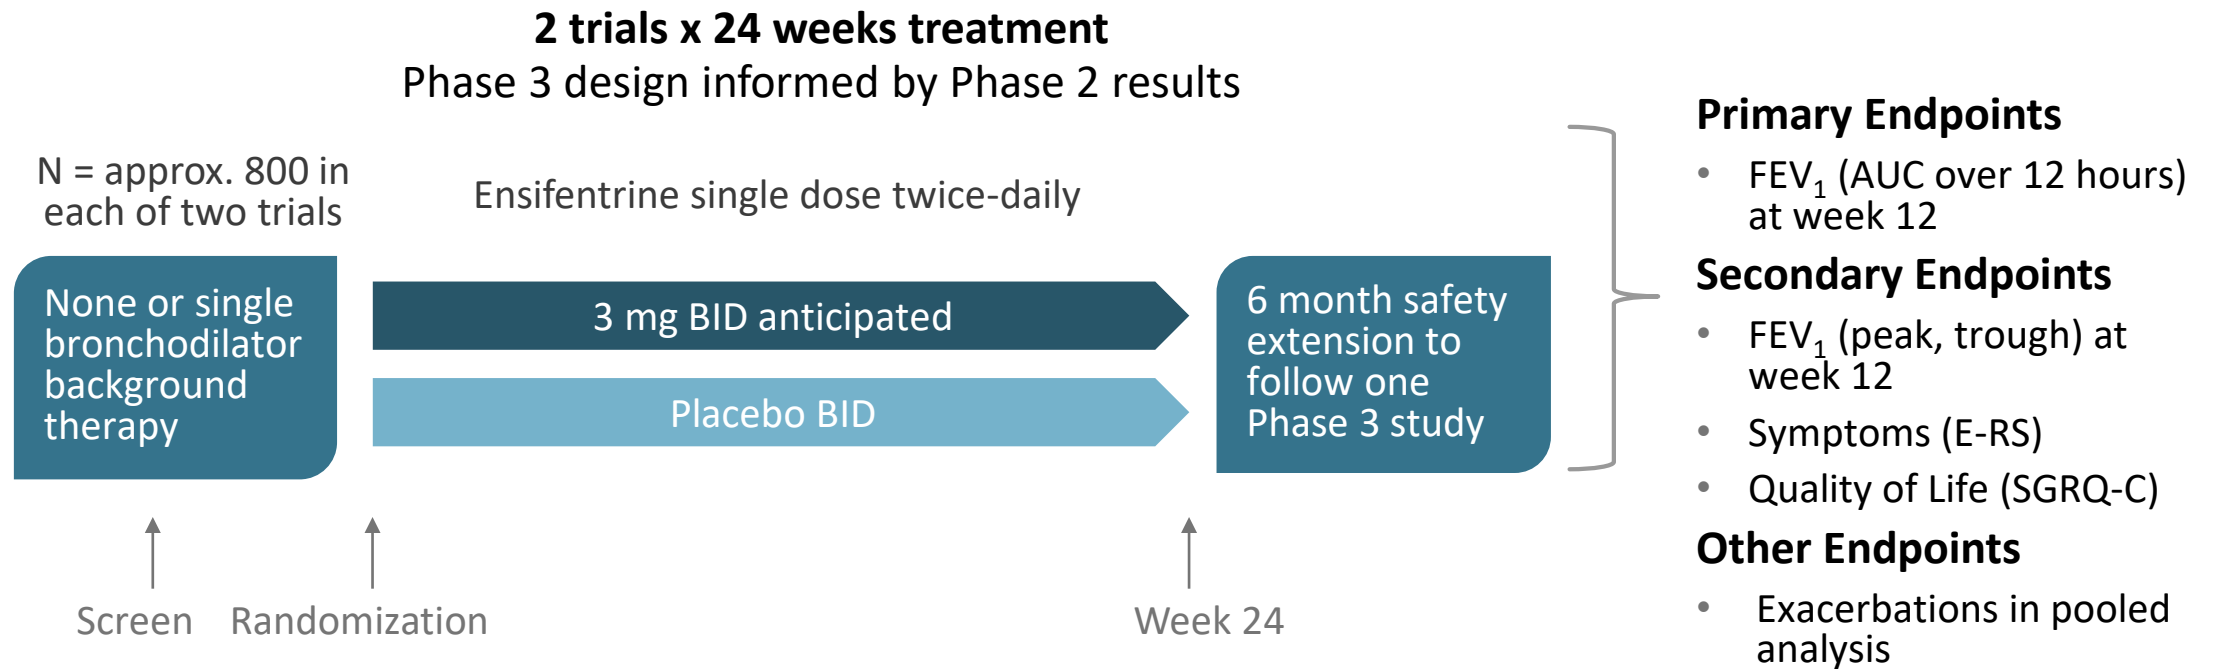 2 trials x 24 weeks treatment
Phase 3 design informed by Phase 2 results
N = approx. 800 in
each of two trials
Ensifentrine single dose twice-daily
None or single
bronchodilator
background
therapy
3 mg BID anticipated
Placebo BID
6 month safety
extension to
follow one
Phase 3 study
Screen
Randomization
Week 24
Primary Endpoints
• FEV₁ (AUC over 12 hours)
at week 12
Secondary Endpoints
• FEV₁ (peak, trough) at
week 12
• Symptoms (E-RS)
• Quality of Life (SGRQ-C)
Other Endpoints
• Exacerbations in pooled
analysis